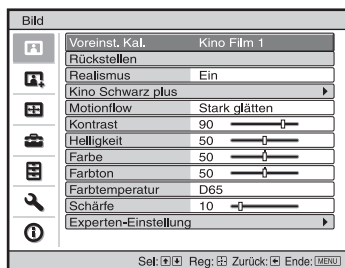 Bild
Voreinst. Kal. Kino Film 1
Rückstellen
Realismus Ein
Kino Schwarz plus
Motionflow Stark glätten
Kontrast 90
Helligkeit 50
Farbe 50
Farbton 50
Farbtemperatur D65
Schärfe 10
Experten-Einstellung
Sel: Reg: Zurück: Ende: MENU